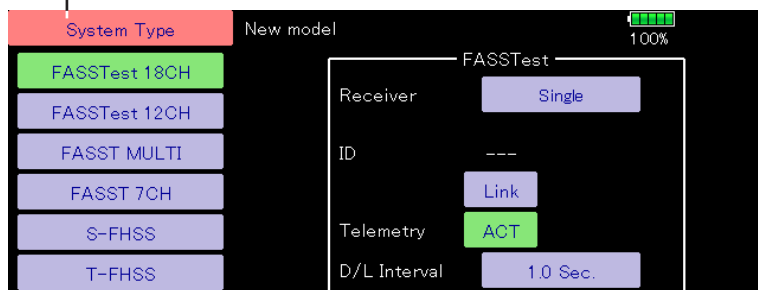 System Type
New model
100%
FASSTest 18CH
FASSTest 12CH
FASST MULTI
FASST 7CH
S-FHSS
T-FHSS
FASSTest
Receiver
Single
ID
---
Link
Telemetry
ACT
D/L Interval
1.0 Sec.